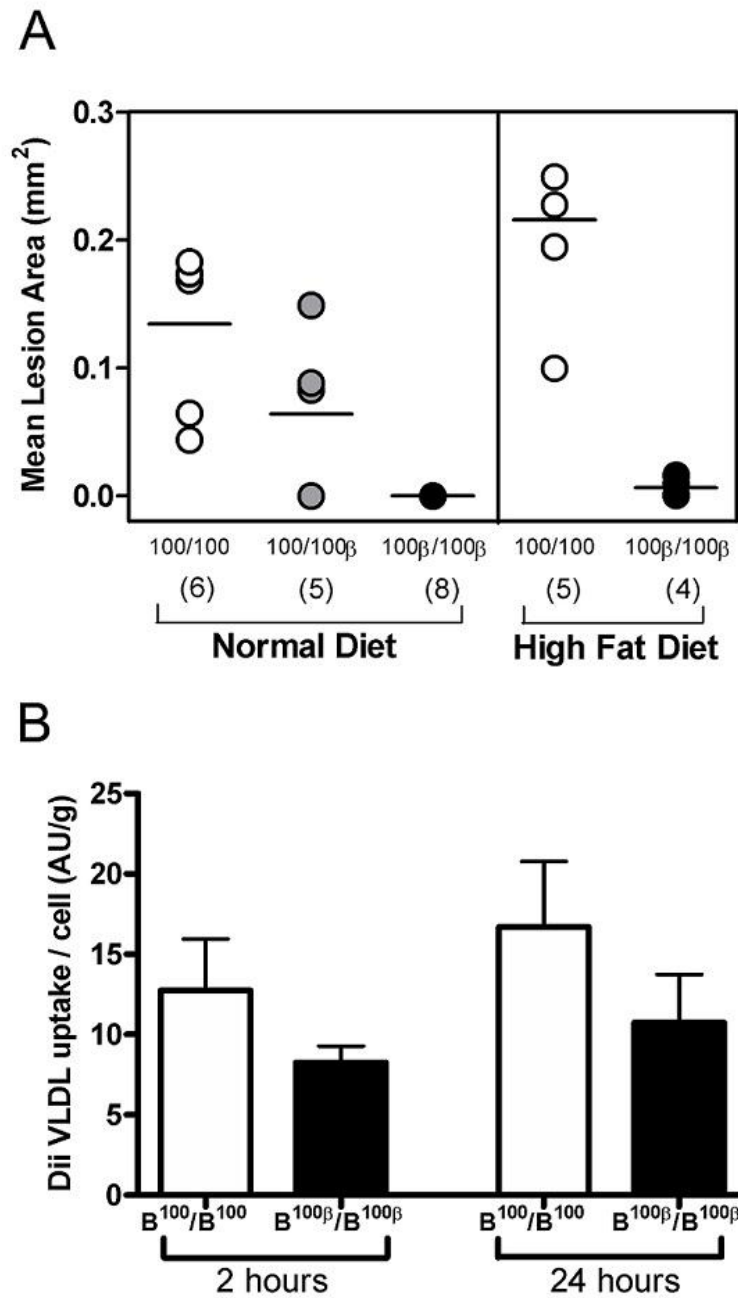 A
Mean Lesion Area (mm²)
0.3
0.2
0.1
0.0
100/100 100/100β 100β/100β 100/100 100β/100β
(6) (5) (8) (5) (4)
Normal Diet High Fat Diet
B
Dii VLDL uptake / cell (AU/g)
25
20
15
10
5
0
B¹⁰⁰/B¹⁰⁰ B¹⁰⁰ᵝ/B¹⁰⁰ᵝ B¹⁰⁰/B¹⁰⁰ B¹⁰⁰ᵝ/B¹⁰⁰ᵝ
2 hours 24 hours